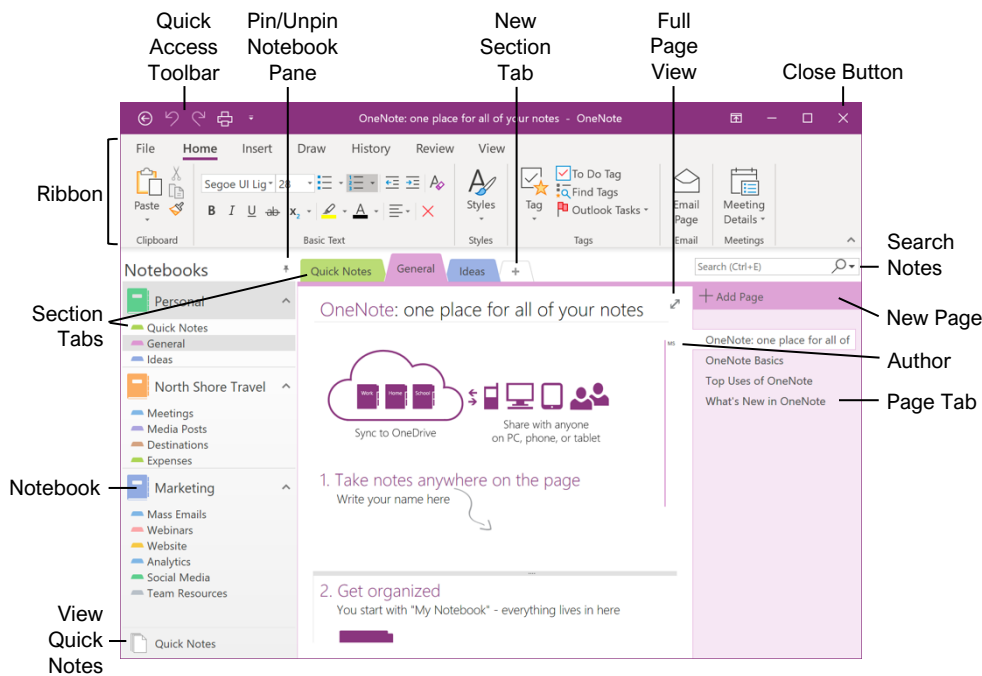 Quick
Access
Toolbar
Pin/Unpin
Notebook
Pane
New
Section
Tab
Full
Page
View
Close Button
OneNote: one place for all of your notes - OneNote
File Home Insert Draw History Review View
Ribbon
Paste
Segoe UI Lig 28
B I U ab x₂ A
Styles
Tag
To Do Tag
Find Tags
Outlook Tasks
Email
Page
Meeting
Details
Clipboard Basic Text Styles Tags Email Meetings
Search
Notes
Notebooks
Quick Notes General Ideas +
Search (Ctrl+E)
Section
Tabs
Personal
Quick Notes
General
Ideas
North Shore Travel
Meetings
Media Posts
Destinations
Expenses
Notebook
Marketing
Mass Emails
Webinars
Website
Analytics
Social Media
Team Resources
View
Quick
Notes
Quick Notes
OneNote: one place for all of your notes
Work Home School
Sync to OneDrive
Share with anyone
on PC, phone, or tablet
MS
1. Take notes anywhere on the page
Write your name here
2. Get organized
You start with "My Notebook" - everything lives in here
Add Page
New Page
OneNote: one place for all of
Author
OneNote Basics
Top Uses of OneNote
What's New in OneNote
Page Tab